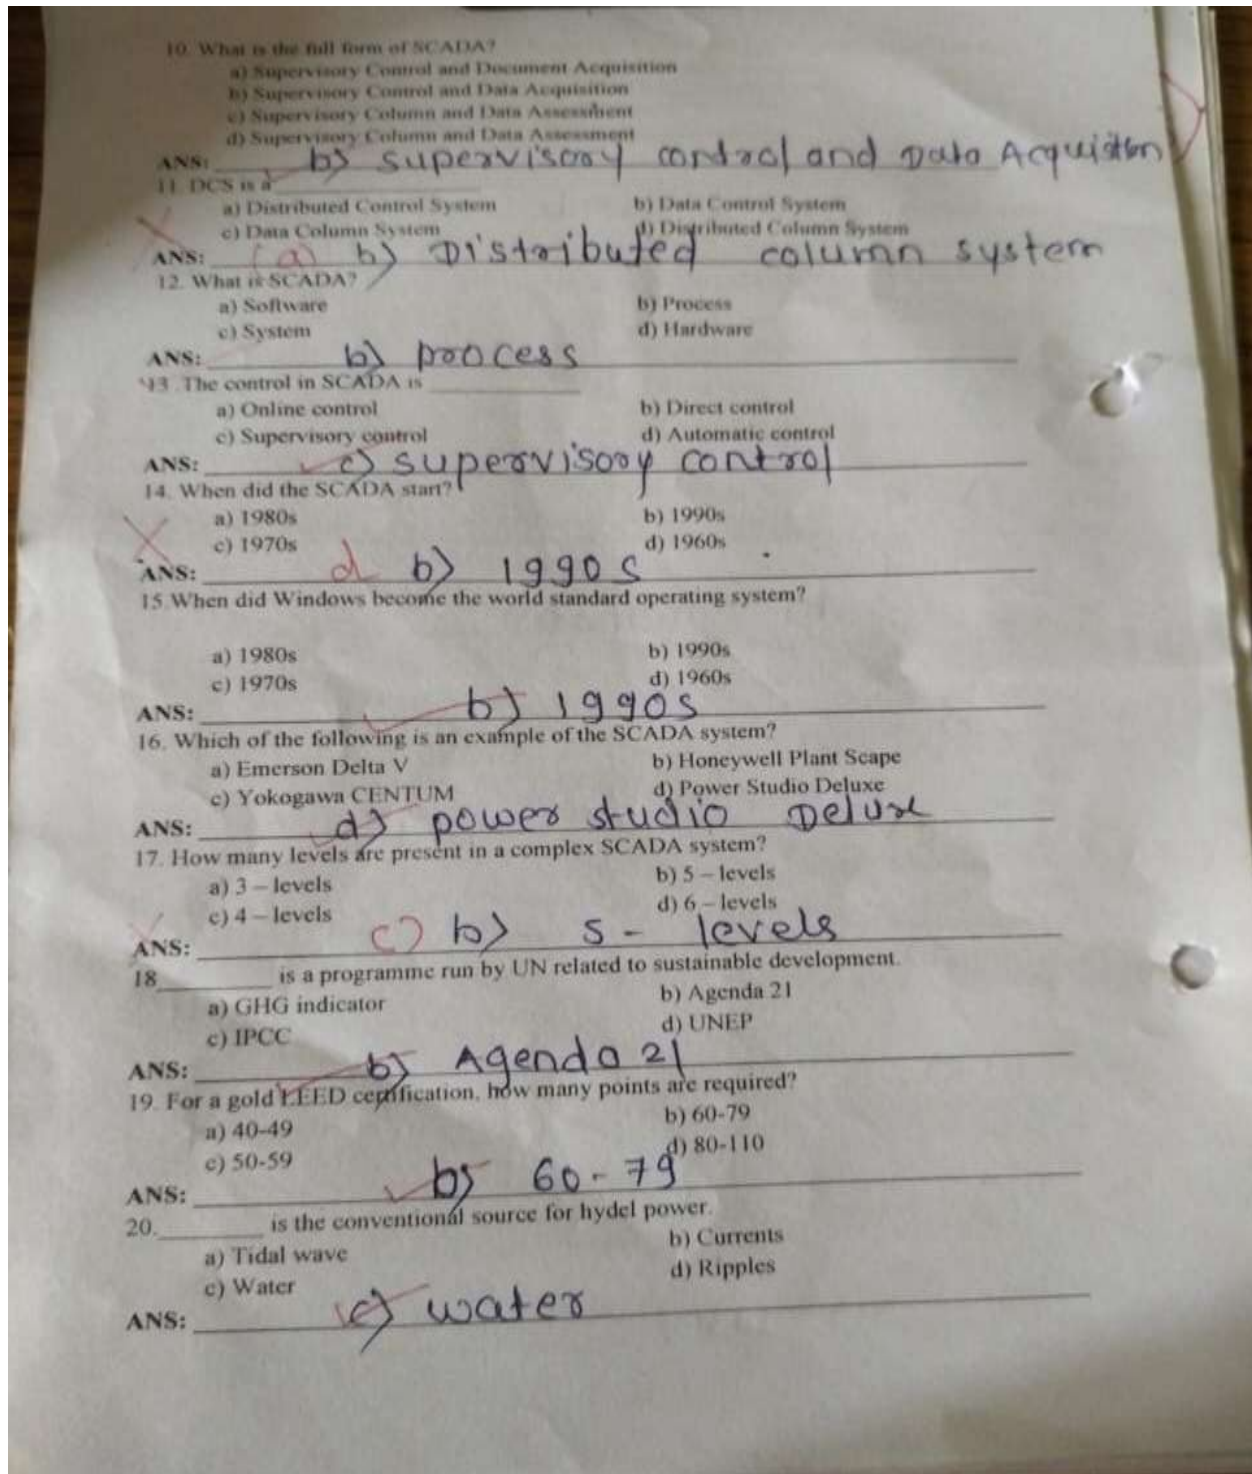 10. What is the full form of SCADA?
a) Supervisory Control and Document Acquisition
b) Supervisory Control and Data Acquisition
c) Supervisory Column and Data Assessment
d) Supervisory Column and Data Assessment
ANS: b) supervisory control and Data Acquistion
11. DCS is a
a) Distributed Control System b) Data Control System
c) Data Column System d) Distributed Column System
ANS: (a) b) Distributed column system
12. What is SCADA?
a) Software b) Process
c) System d) Hardware
ANS: b) process
13. The control in SCADA is
a) Online control b) Direct control
c) Supervisory control d) Automatic control
ANS: c) supervisory control
14. When did the SCADA start?
a) 1980s b) 1990s
c) 1970s d) 1960s
ANS: d b) 1990s
15. When did Windows become the world standard operating system?
a) 1980s b) 1990s
c) 1970s d) 1960s
ANS: b) 1990s
16. Which of the following is an example of the SCADA system?
a) Emerson Delta V b) Honeywell Plant Scape
c) Yokogawa CENTUM d) Power Studio Deluxe
ANS: d) power studio Deluxe
17. How many levels are present in a complex SCADA system?
a) 3 – levels b) 5 – levels
c) 4 – levels d) 6 – levels
ANS: c) b) 5 - levels
18 is a programme run by UN related to sustainable development.
a) GHG indicator b) Agenda 21
c) IPCC d) UNEP
ANS: b) Agenda 21
19. For a gold LEED certification, how many points are required?
a) 40-49 b) 60-79
c) 50-59 d) 80-110
ANS: b) 60-79
20. is the conventional source for hydel power.
a) Tidal wave b) Currents
c) Water d) Ripples
ANS: c) water